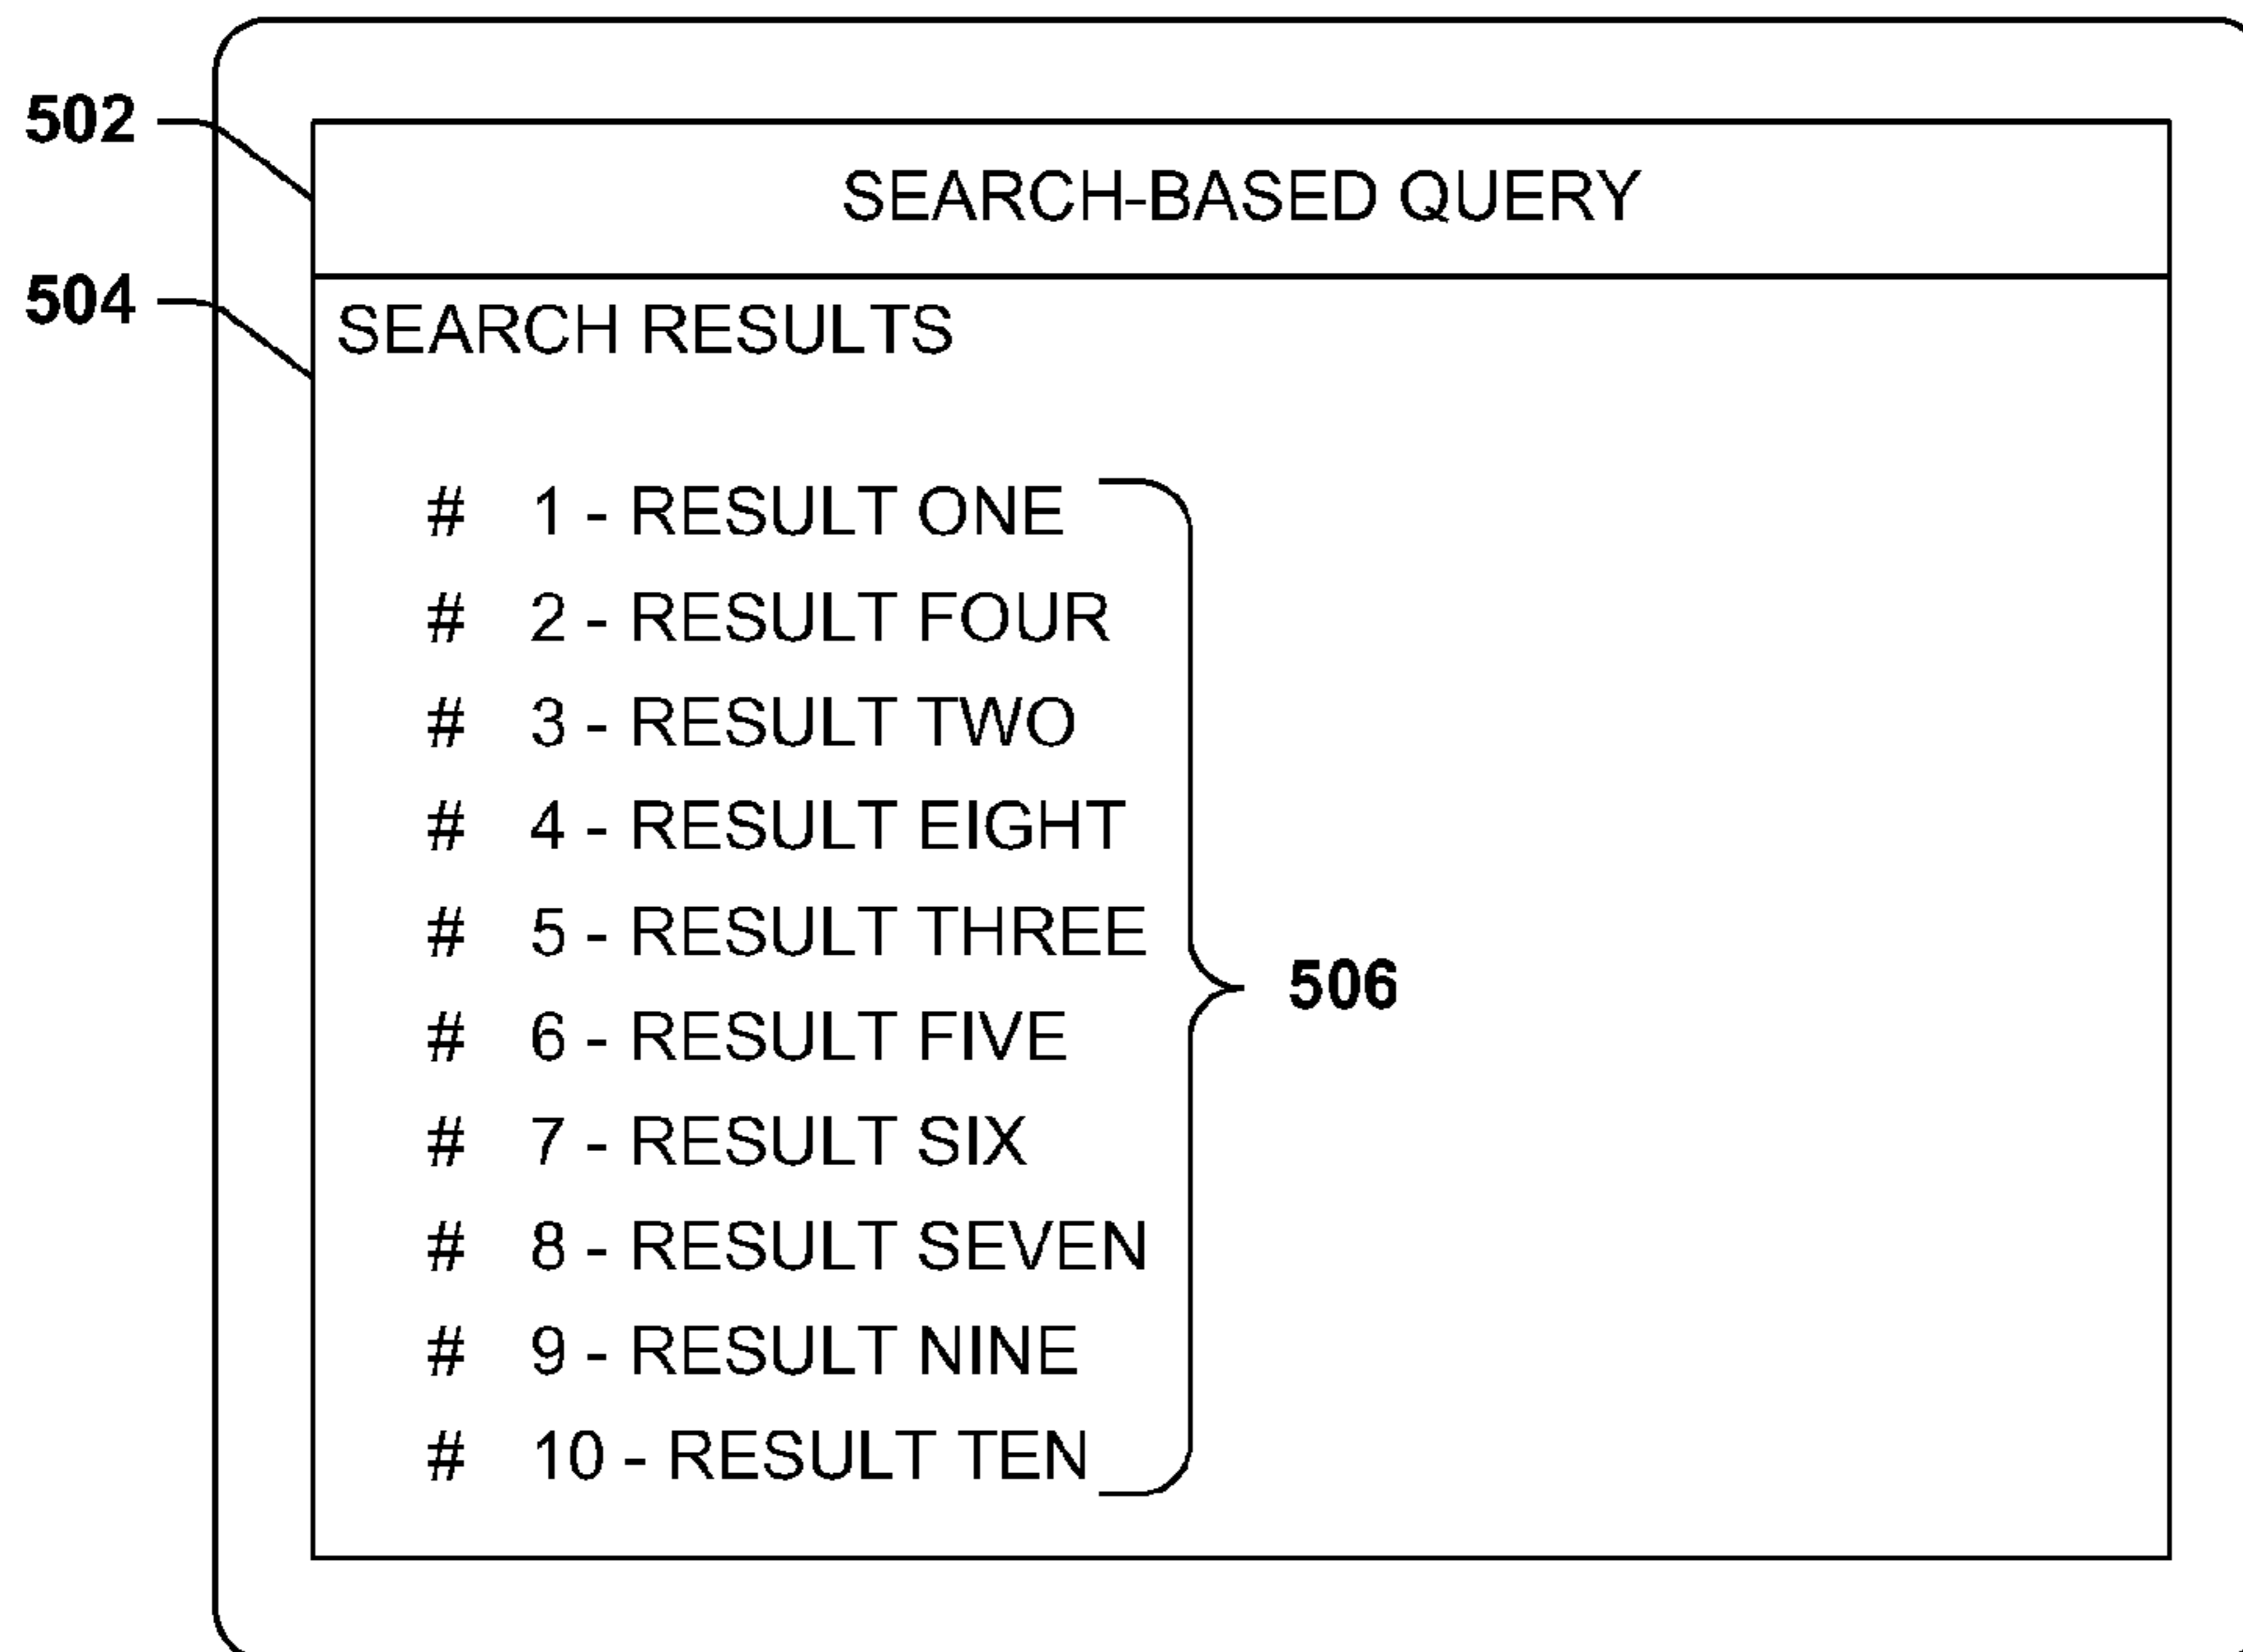 502
SEARCH-BASED QUERY
504
SEARCH RESULTS
# 1 - RESULT ONE
# 2 - RESULT FOUR
# 3 - RESULT TWO
# 4 - RESULT EIGHT
# 5 - RESULT THREE
506
# 6 - RESULT FIVE
# 7 - RESULT SIX
# 8 - RESULT SEVEN
# 9 - RESULT NINE
# 10 - RESULT TEN